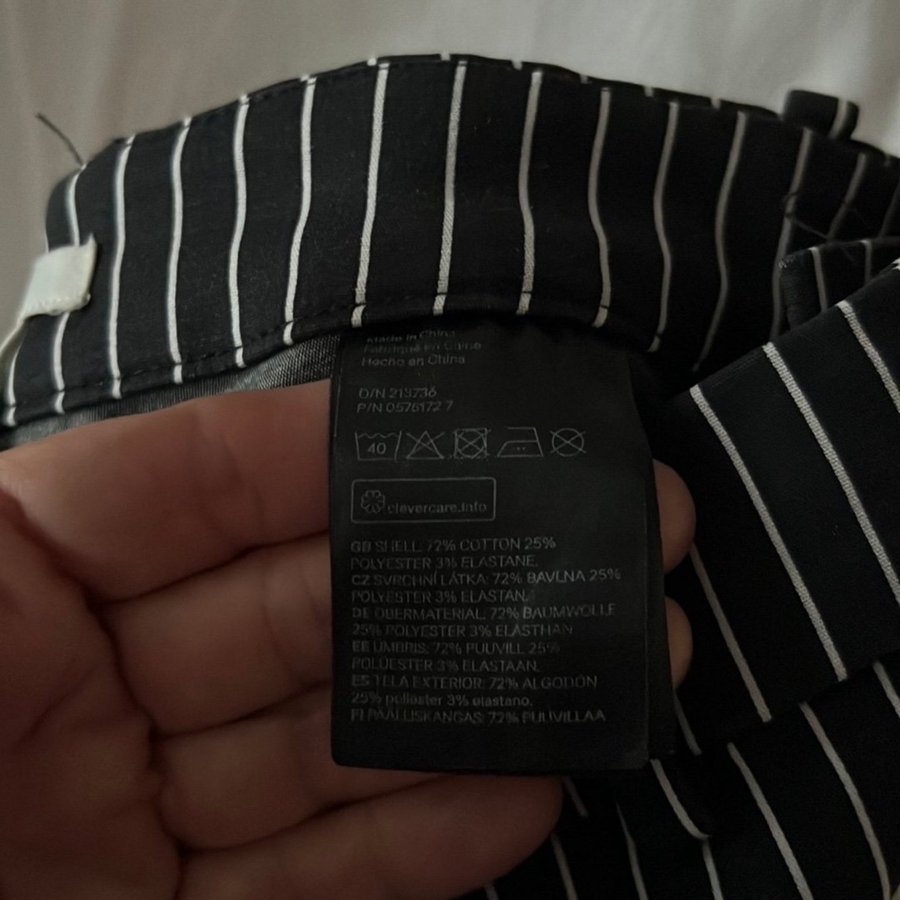 Made in China
Fabriqué en Chine
Hecho en China
O/N 213736
P/N 0576172 7
40
clevercare.info
GB SHELL: 72% COTTON 25%
POLYESTER 3% ELASTANE.
CZ SVRCHNÍ LÁTKA: 72% BAVLNA 25%
POLYESTER 3% ELASTAN.
DE OBERMATERIAL: 72% BAUMWOLLE
25% POLYESTER 3% ELASTHAN
EE ÜMBRIS: 72% PUUVILL 25%
POLÜESTER 3% ELASTAAN.
ES TELA EXTERIOR: 72% ALGODÓN
25% poliéster 3% elastano.
FI PÄÄLLISKANGAS: 72% PUUVILLAA